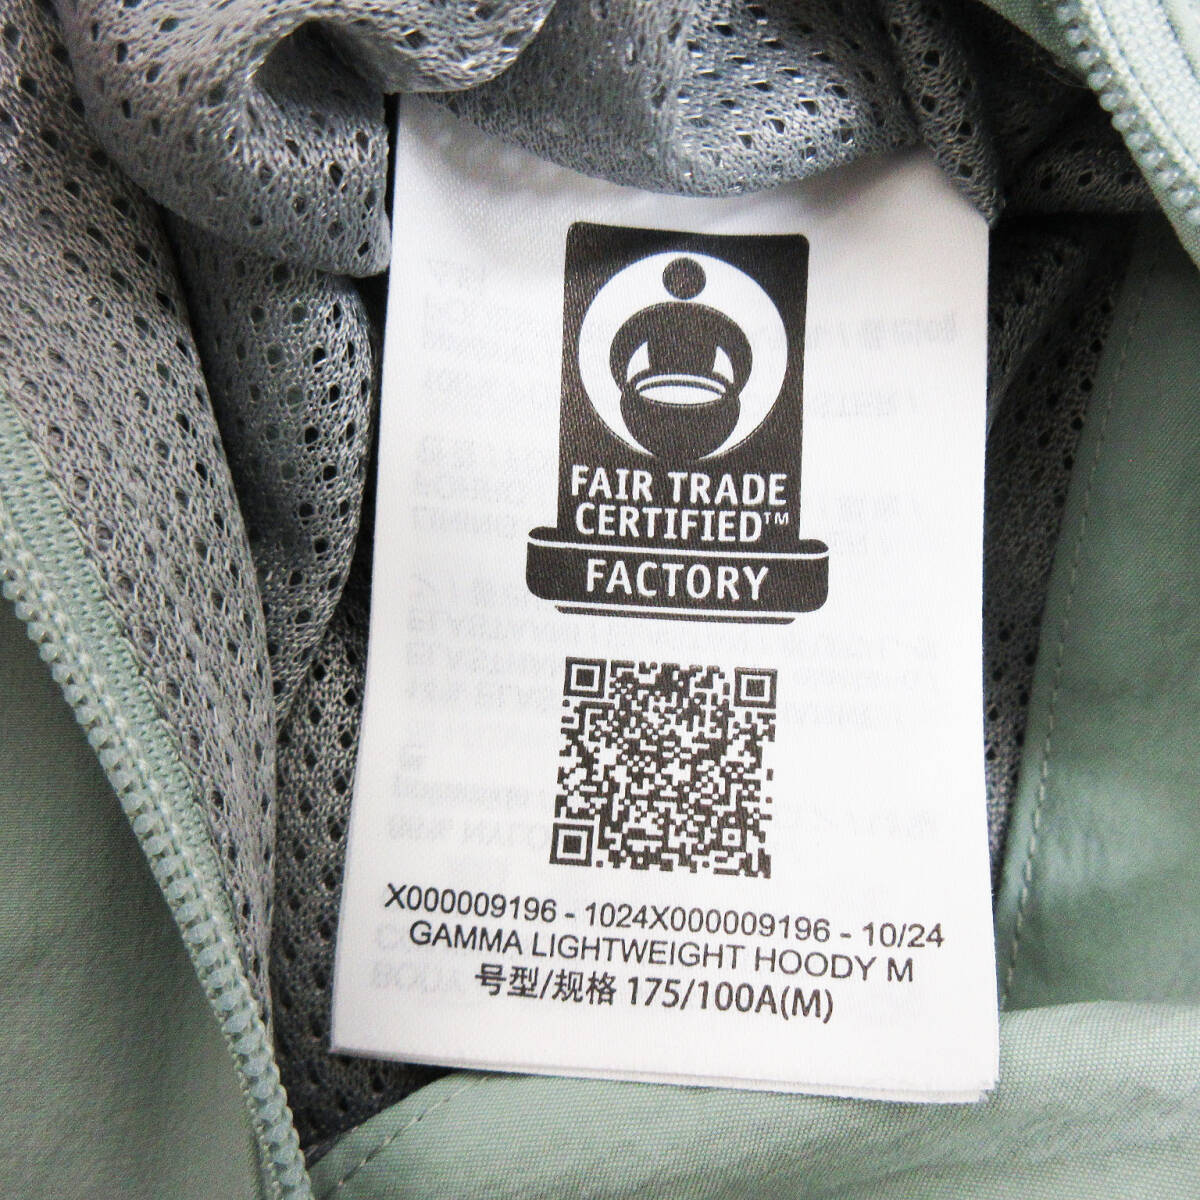 FAIR TRADE
CERTIFIED™
FACTORY
X000009196 - 1024X000009196 - 10/24
GAMMA LIGHTWEIGHT HOODY M
号型/规格 175/100A(M)